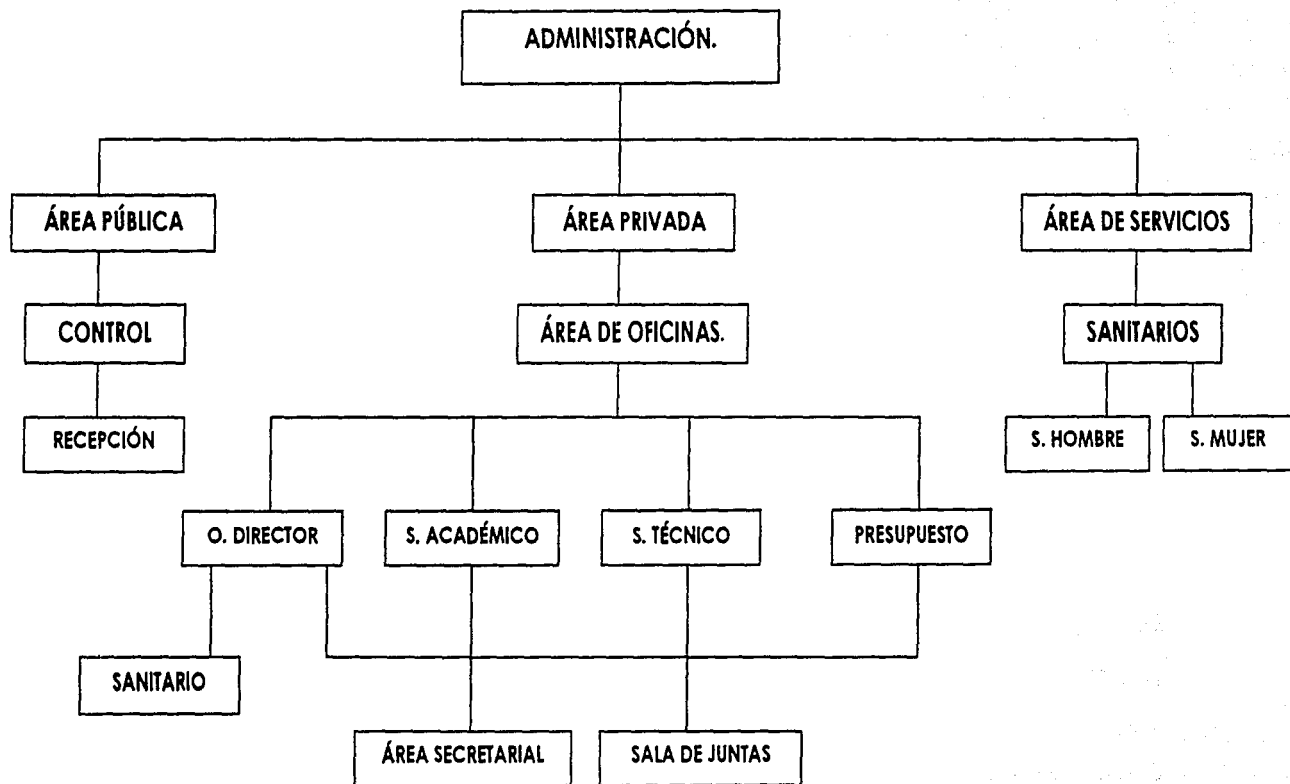 ADMINISTRACIÓN.
ÁREA PÚBLICA
ÁREA PRIVADA
ÁREA DE SERVICIOS
CONTROL
ÁREA DE OFICINAS.
SANITARIOS
RECEPCIÓN
S. HOMBRE
S. MUJER
O. DIRECTOR
S. ACADÉMICO
S. TÉCNICO
PRESUPUESTO
SANITARIO
ÁREA SECRETARIAL
SALA DE JUNTAS